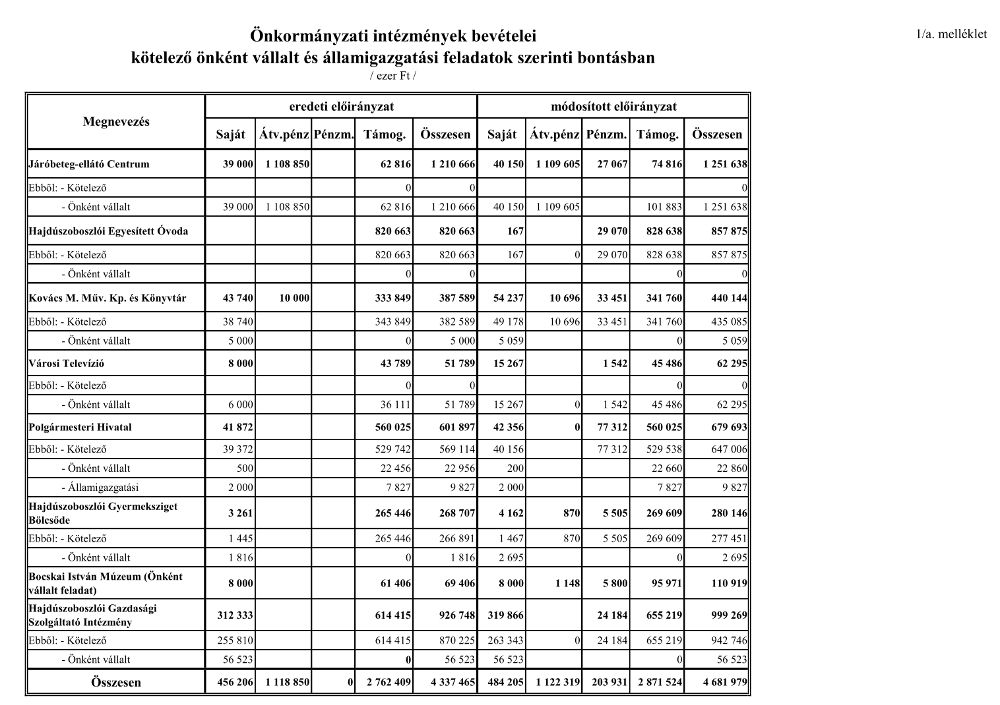 Önkormányzati intézmények bevételei
1/a. melléklet
kötelező önként vállalt és államigazgatási feladatok szerinti bontásban
/ ezer Ft /
Megnevezés eredeti előirányzat módosított előirányzat
Saját Átv.pénz Pénzm. Támog. Összesen Saját Átv.pénz Pénzm. Támog. Összesen
Járóbeteg-ellátó Centrum 39 000 1 108 850 62 816 1 210 666 40 150 1 109 605 27 067 74 816 1 251 638
Ebből: - Kötelező 0 0 0
- Önként vállalt 39 000 1 108 850 62 816 1 210 666 40 150 1 109 605 101 883 1 251 638
Hajdúszoboszlói Egyesített Óvoda 820 663 820 663 167 29 070 828 638 857 875
Ebből: - Kötelező 820 663 820 663 167 0 29 070 828 638 857 875
- Önként vállalt 0 0 0 0
Kovács M. Műv. Kp. és Könyvtár 43 740 10 000 333 849 387 589 54 237 10 696 33 451 341 760 440 144
Ebből: - Kötelező 38 740 343 849 382 589 49 178 10 696 33 451 341 760 435 085
- Önként vállalt 5 000 0 5 000 5 059 0 5 059
Városi Televízió 8 000 43 789 51 789 15 267 1 542 45 486 62 295
Ebből: - Kötelező 0 0 0 0
- Önként vállalt 6 000 36 111 51 789 15 267 0 1 542 45 486 62 295
Polgármesteri Hivatal 41 872 560 025 601 897 42 356 0 77 312 560 025 679 693
Ebből: - Kötelező 39 372 529 742 569 114 40 156 77 312 529 538 647 006
- Önként vállalt 500 22 456 22 956 200 22 660 22 860
- Államigazgatási 2 000 7 827 9 827 2 000 7 827 9 827
Hajdúszoboszlói Gyermeksziget
Bölcsőde 3 261 265 446 268 707 4 162 870 5 505 269 609 280 146
Ebből: - Kötelező 1 445 265 446 266 891 1 467 870 5 505 269 609 277 451
- Önként vállalt 1 816 0 1 816 2 695 0 2 695
Bocskai István Múzeum (Önként
vállalt feladat) 8 000 61 406 69 406 8 000 1 148 5 800 95 971 110 919
Hajdúszoboszlói Gazdasági
Szolgáltató Intézmény 312 333 614 415 926 748 319 866 24 184 655 219 999 269
Ebből: - Kötelező 255 810 614 415 870 225 263 343 0 24 184 655 219 942 746
- Önként vállalt 56 523 0 56 523 56 523 0 56 523
Összesen 456 206 1 118 850 0 2 762 409 4 337 465 484 205 1 122 319 203 931 2 871 524 4 681 979